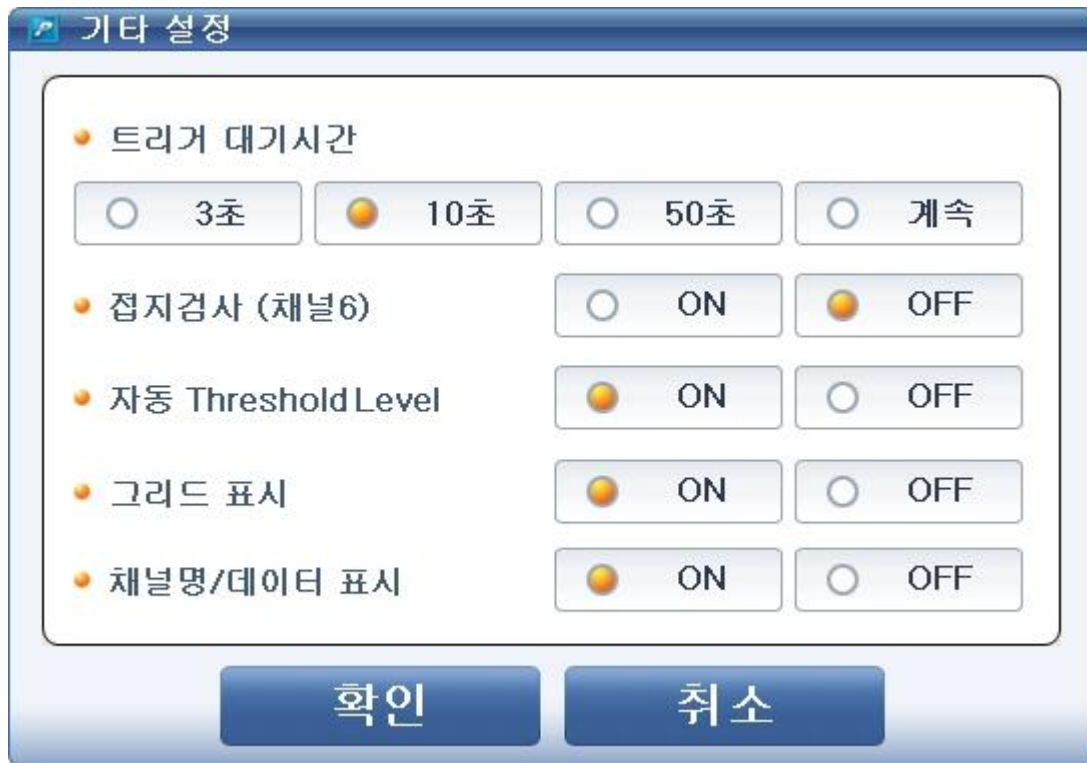 기타 설정
트리거 대기시간
3초 10초 50초 계속
접지검사 (채널6) ON OFF
자동 Threshold Level ON OFF
그리드 표시 ON OFF
채널명/데이터 표시 ON OFF
확인 취소